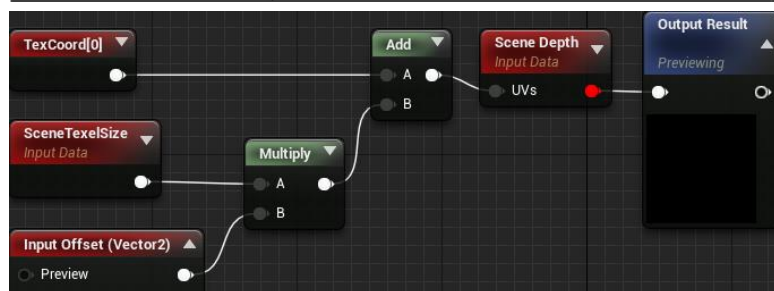 TexCoord[0]
SceneTexelSize
Input Data
Input Offset (Vector2)
Preview
Multiply
A
B
Add
A
B
Scene Depth
Input Data
UVs
Output Result
Previewing